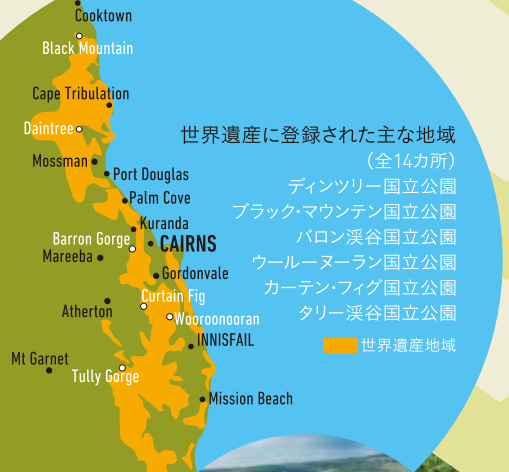 Cooktown
Black Mountain
Cape Tribulation
Daintree
Mossman
Port Douglas
Palm Cove
Kuranda
Barron Gorge
CAIRNS
Mareeba
Gordonvale
Curtain Fig
Atherton
Wooroonooran
INNISFAIL
Mt Garnet
Tully Gorge
Mission Beach
世界遺産に登録された主な地域
（全14カ所）
ディンツリー国立公園
ブラック・マウンテン国立公園
バロン渓谷国立公園
ウールーヌーラン国立公園
カーテン・フィグ国立公園
タリー渓谷国立公園
世界遺産地域